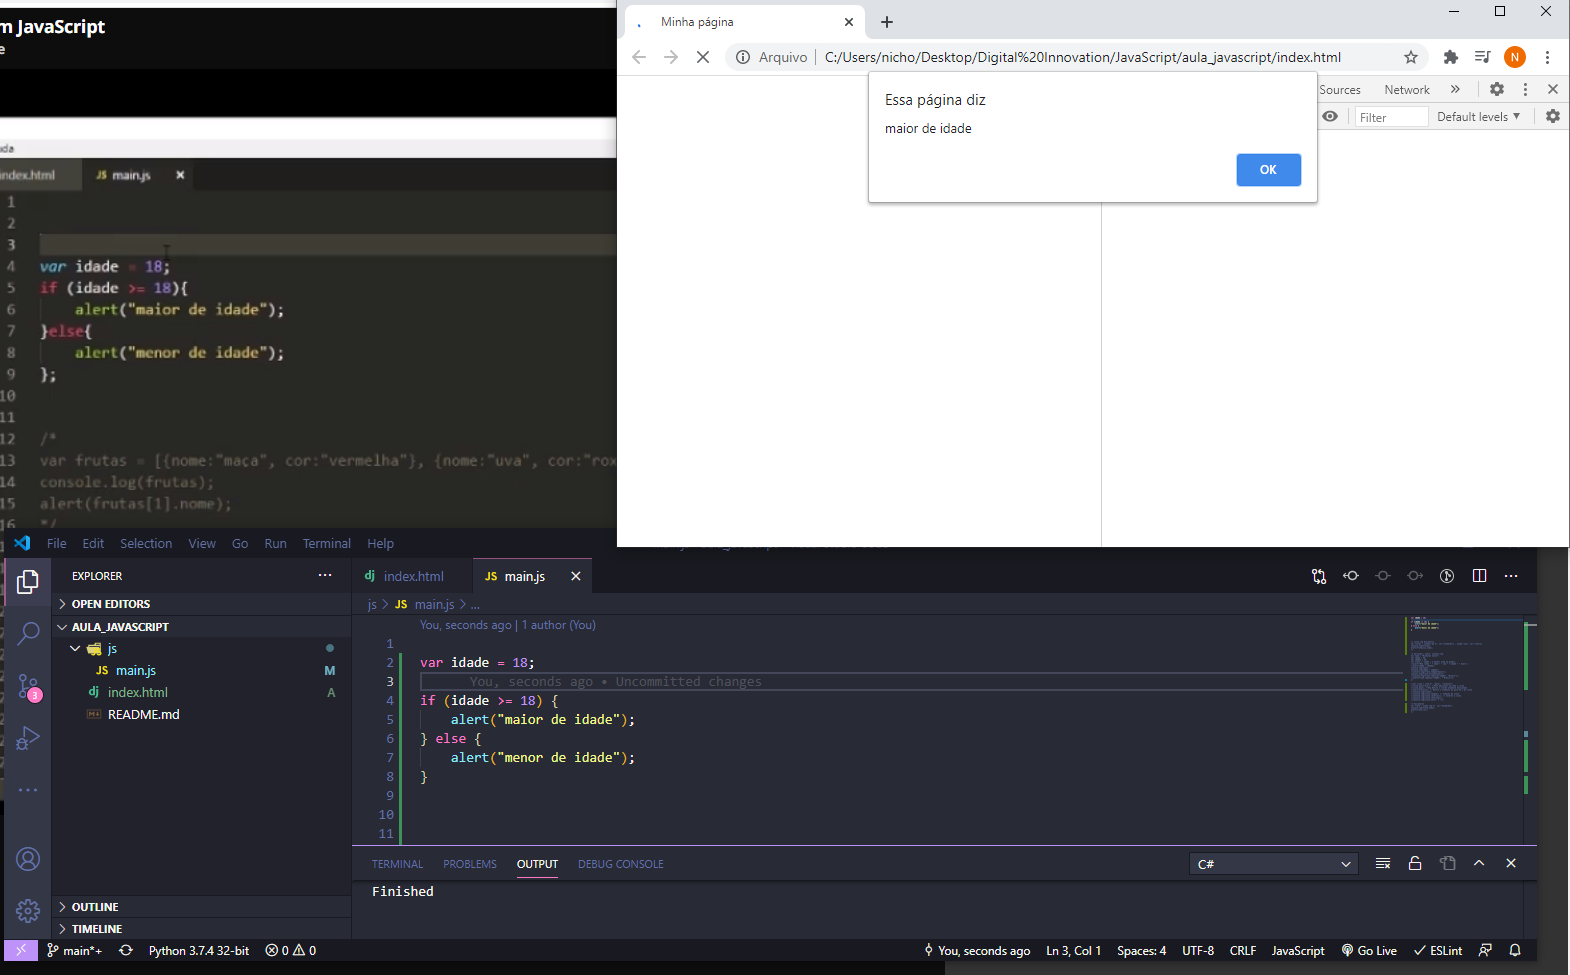 m JavaScript
e
uda
index.html
JS main.js ×
1
2
3
4 var idade = 18;
5 if (idade >= 18){
6 alert("maior de idade");
7 }else{
8 alert("menor de idade");
9 };
10
11
12 /*
13 var frutas = [{nome:"maça", cor:"vermelha"}, {nome:"uva", cor:"rox
14 console.log(frutas);
15 alert(frutas[1].nome);
16 */
Minha página
Arquivo | C:/Users/nicho/Desktop/Digital%20Innovation/JavaScript/aula_javascript/index.html
N
Essa página diz
maior de idade
OK
Sources Network »
Filter Default levels ▼
File Edit Selection View Go Run Terminal Help
EXPLORER ...
OPEN EDITORS
AULA_JAVASCRIPT
js
JS main.js M
dj index.html A
README.md
3
OUTLINE
TIMELINE
dj index.html
JS main.js ×
js > JS main.js > ...
You, seconds ago | 1 author (You)
1
2 var idade = 18;
3 You, seconds ago • Uncommitted changes
4 if (idade >= 18) {
5 alert("maior de idade");
6 } else {
7 alert("menor de idade");
8 }
9
10
11
TERMINAL PROBLEMS OUTPUT DEBUG CONSOLE
C#
Finished
main*+ Python 3.7.4 32-bit 0 0
You, seconds ago Ln 3, Col 1 Spaces: 4 UTF-8 CRLF JavaScript Go Live ESLint